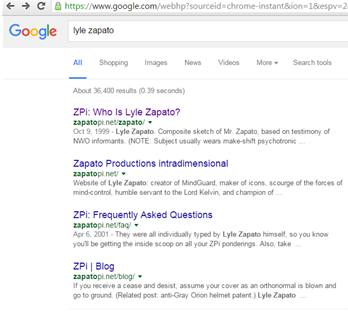 https://www.google.com/webhp?sourceid=chrome-instant&ion=1&espv=2
Google lyle zapato
All Shopping Images News Videos More Search tools
About 36,400 results (0.39 seconds)
ZPi: Who Is Lyle Zapato?
zapatopi.net/zapato/
Oct 9, 1999 - Lyle Zapato. Composite sketch of Mr. Zapato, based on testimony of
NWO informants. (NOTE: Subject usually wears make-shift psychotronic ...
Zapato Productions intradimensional
zapatopi.net/
Website of Lyle Zapato: creator of MindGuard, maker of icons, scourge of the forces of
mind-control, humble servant to the Lord Kelvin, and champion of ...
ZPi: Frequently Asked Questions
zapatopi.net/faq/
Apr 6, 2001 - They were all individually typed by Lyle Zapato himself, so you know
you'll be getting the inside scoop on all your ZPi ponderings. Also, take ...
ZPi | Blog
zapatopi.net/blog/
If you receive a cease and desist, assume your cover as an orthonormal is blown and
go to ground. (Related post: anti-Gray Orion helmet patent.) Lyle Zapato ...